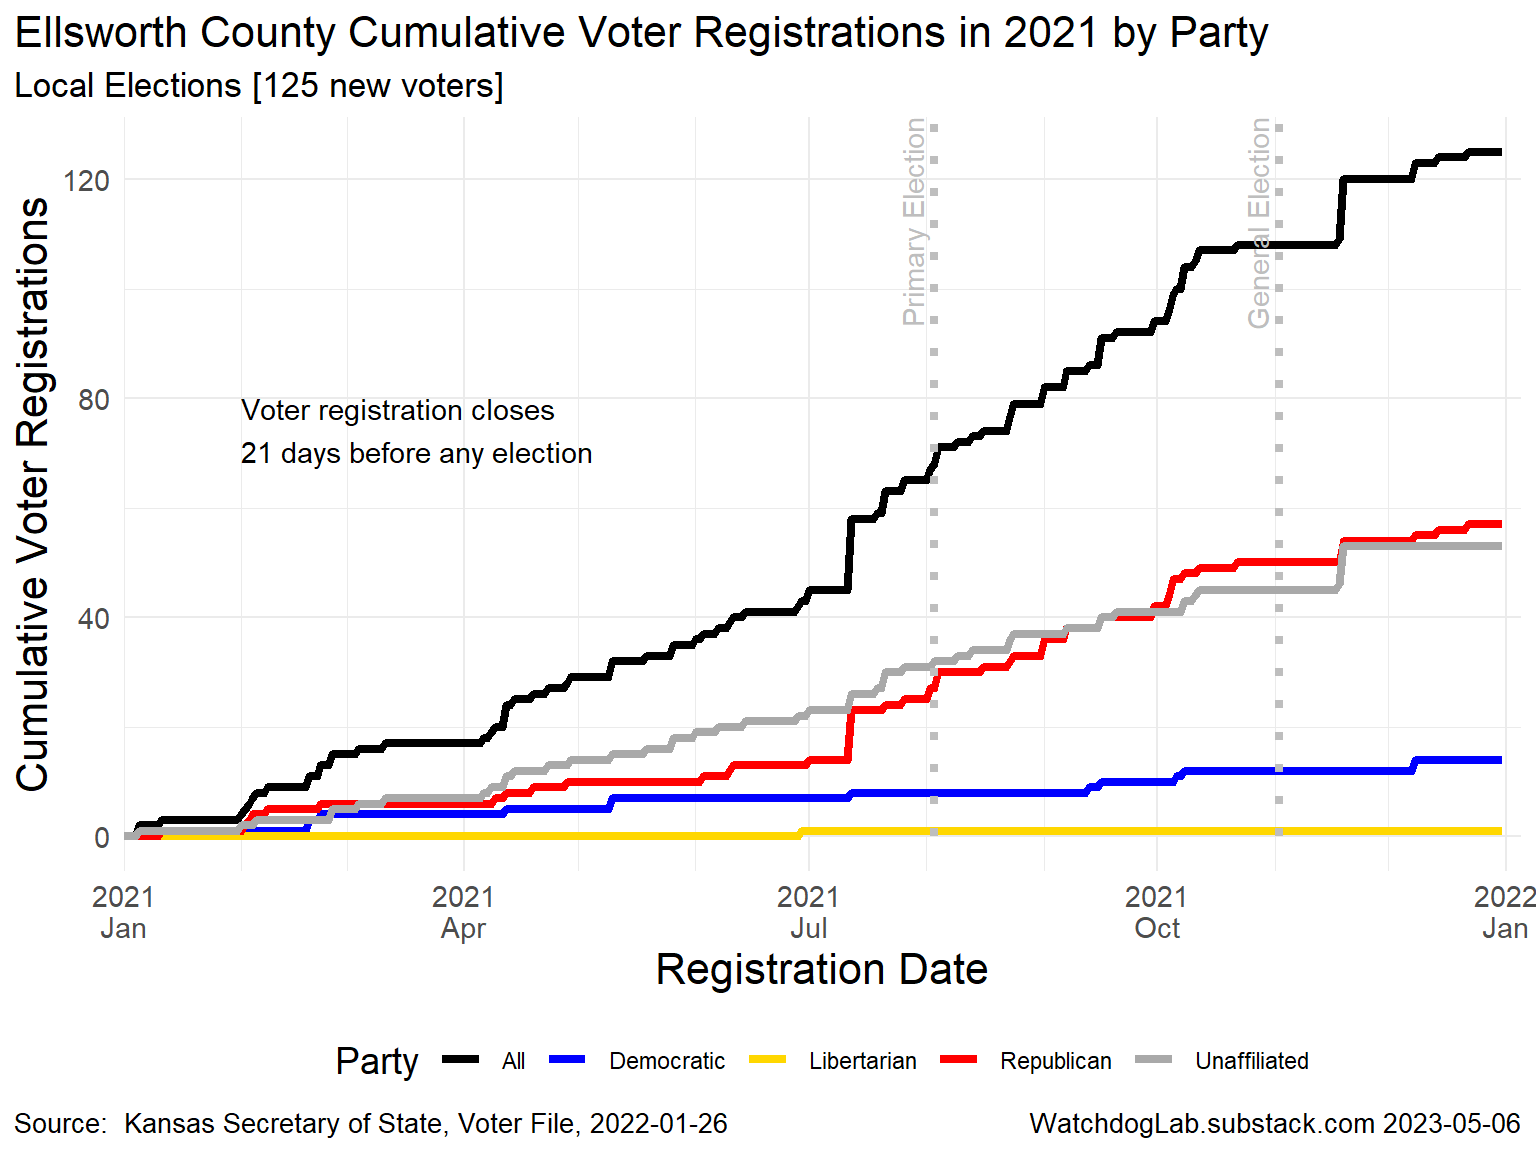 Ellsworth County Cumulative Voter Registrations in 2021 by Party
Local Elections [125 new voters]
Cumulative Voter Registrations
120
80
40
0
Primary Election
General Election
Voter registration closes
21 days before any election
2021 2021 2021 2021 2022
Jan Apr Jul Oct Jan
Registration Date
Party All Democratic Libertarian Republican Unaffiliated
Source:  Kansas Secretary of State, Voter File, 2022-01-26
WatchdogLab.substack.com 2023-05-06